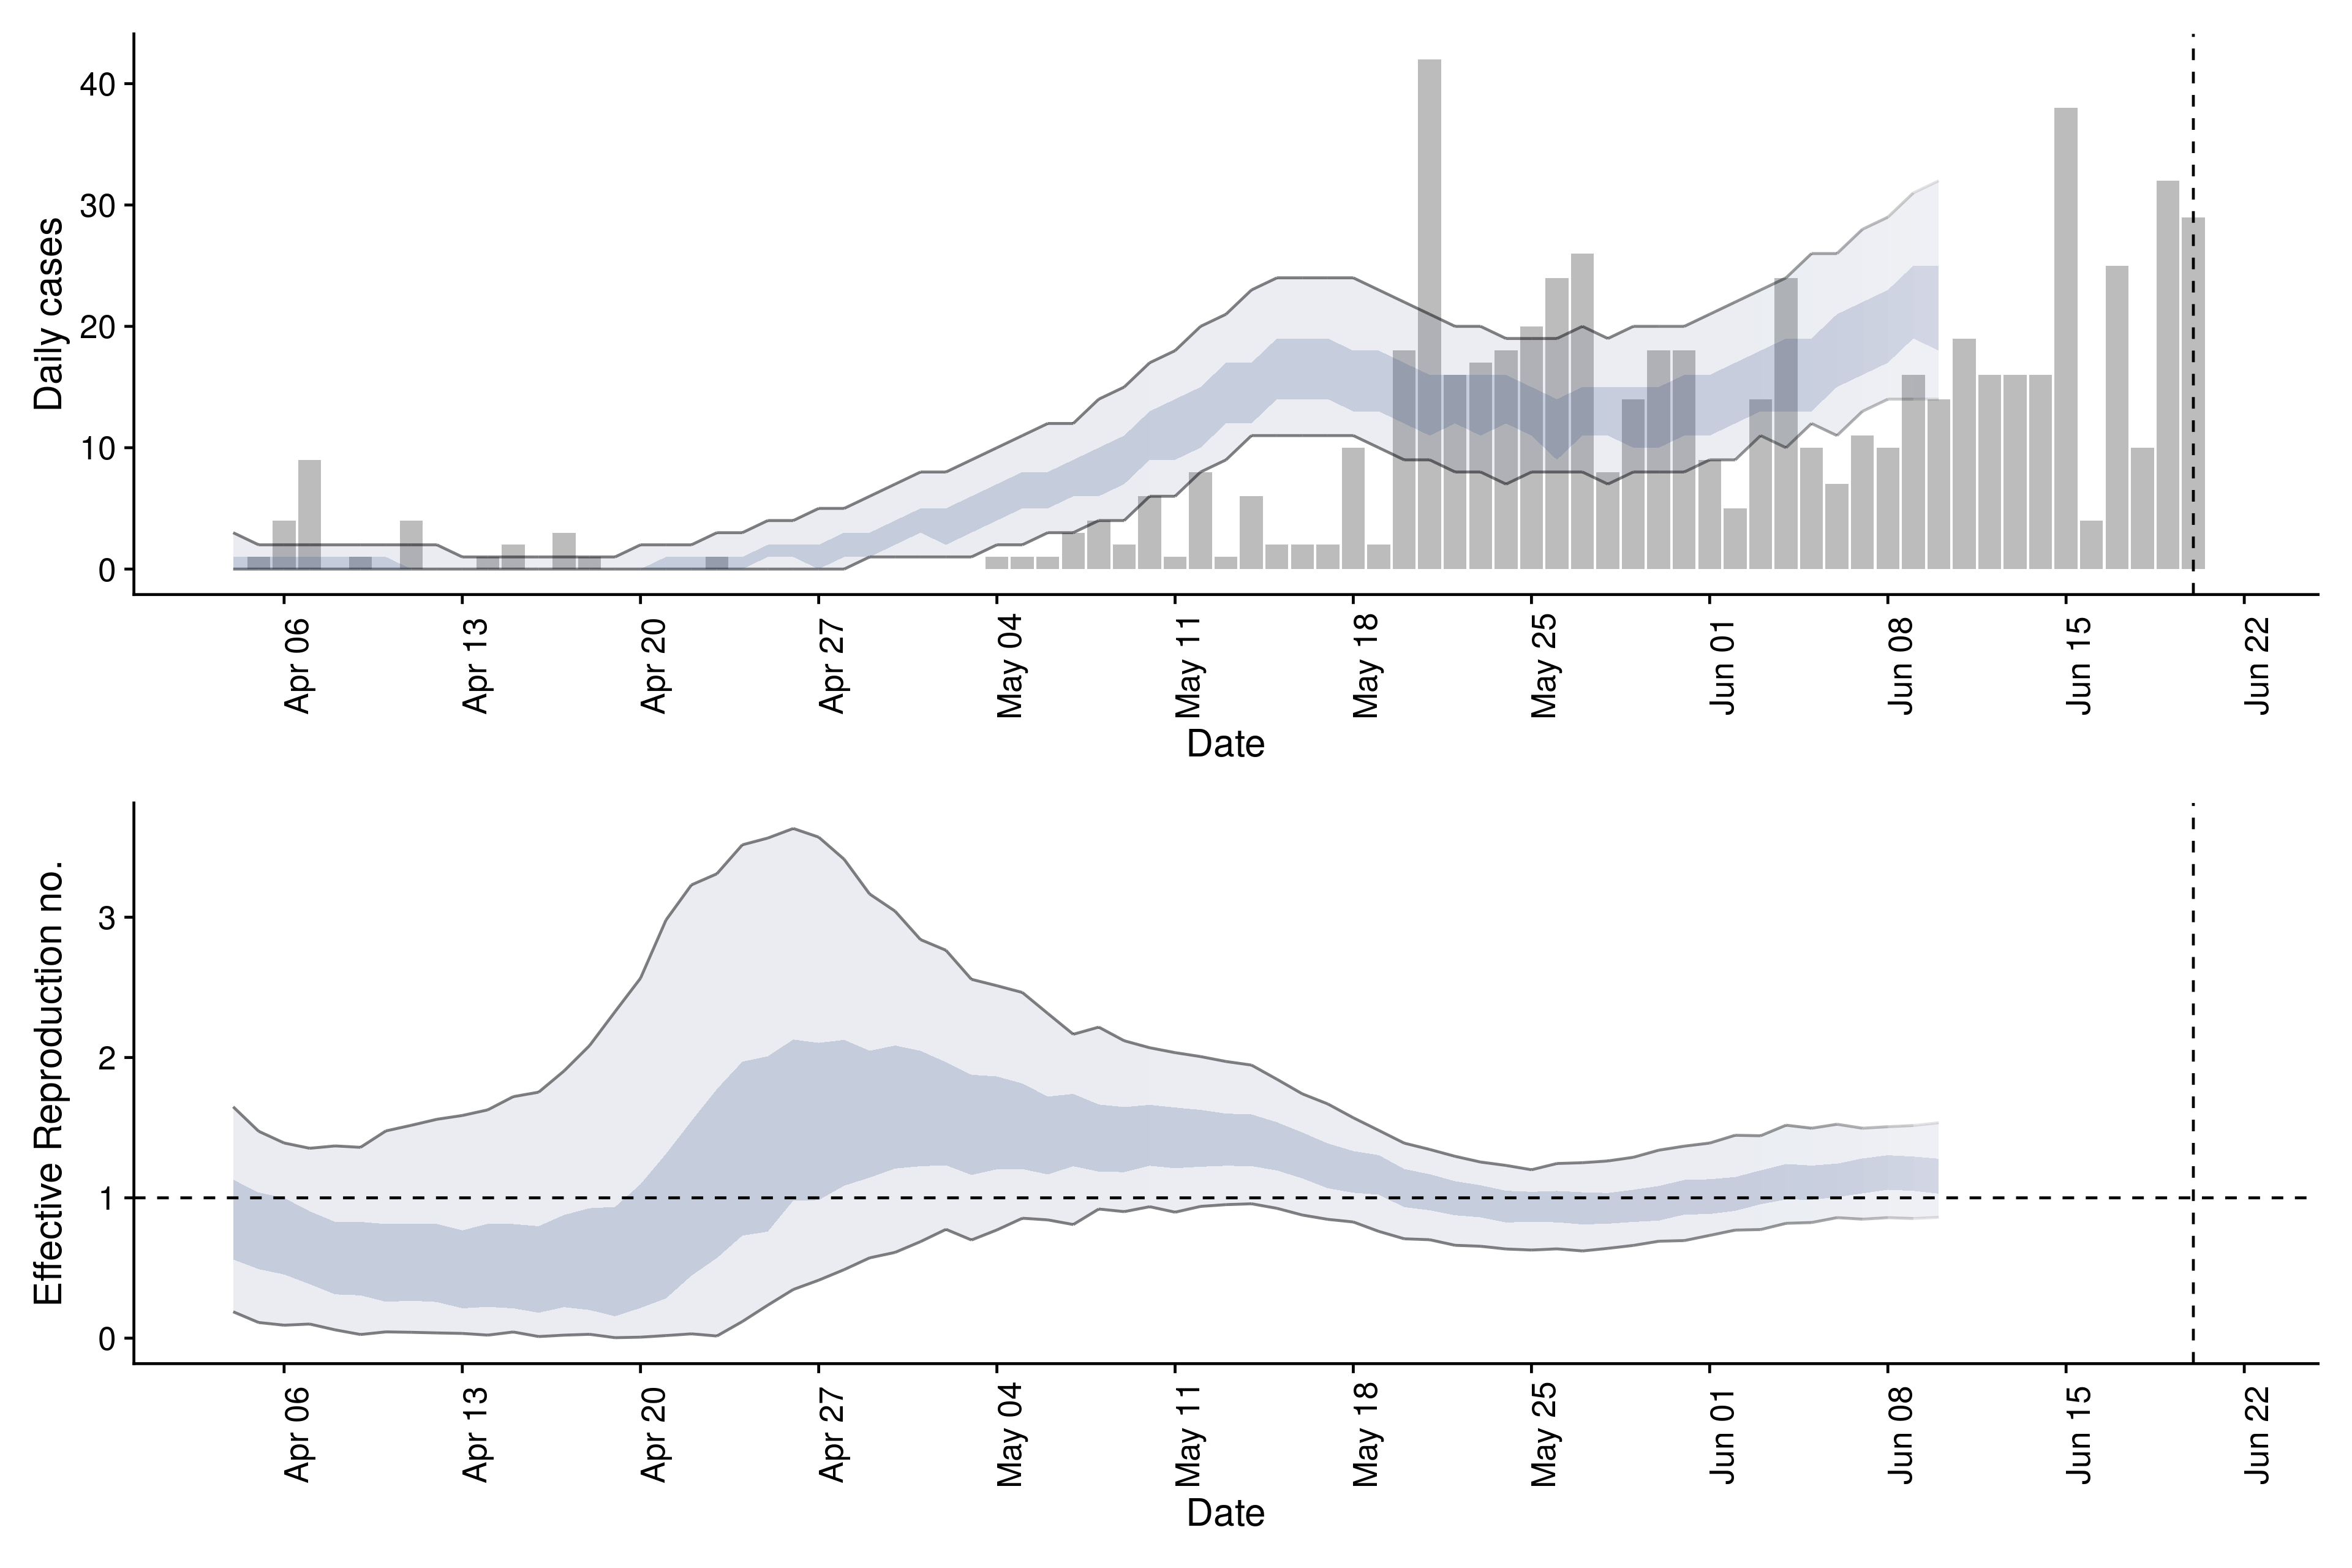 Daily cases
40
30
20
10
0
Apr 06
Apr 13
Apr 20
Apr 27
May 04
May 11
May 18
May 25
Jun 01
Jun 08
Jun 15
Jun 22
Date
Effective Reproduction no.
3
2
1
0
Apr 06
Apr 13
Apr 20
Apr 27
May 04
May 11
May 18
May 25
Jun 01
Jun 08
Jun 15
Jun 22
Date